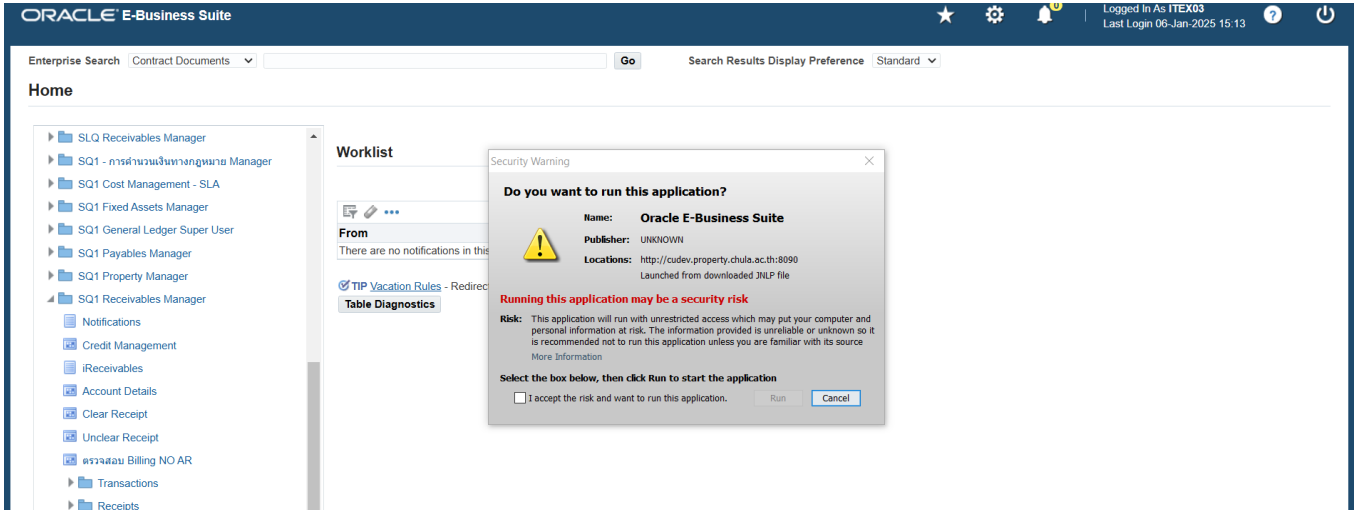 ORACLE E-Business Suite
0
Logged In As ITEX03
Last Login 06-Jan-2025 15:13
?
Enterprise Search Contract Documents Go Search Results Display Preference Standard
Home
SLQ Receivables Manager
SQ1 - การคำนวนเงินทางกฎหมาย Manager
SQ1 Cost Management - SLA
SQ1 Fixed Assets Manager
SQ1 General Ledger Super User
SQ1 Payables Manager
SQ1 Property Manager
SQ1 Receivables Manager
Notifications
Credit Management
iReceivables
Account Details
Clear Receipt
Unclear Receipt
ตรวจสอบ Billing NO AR
Transactions
Receipts
Worklist
From
There are no notifications in this
TIP Vacation Rules - Redirec
Table Diagnostics
Security Warning
Do you want to run this application?
Name: Oracle E-Business Suite
Publisher: UNKNOWN
Locations: http://cudev.property.chula.ac.th:8090
Launched from downloaded JNLP file
Running this application may be a security risk
Risk: This application will run with unrestricted access which may put your computer and
personal information at risk. The information provided is unreliable or unknown so it
is recommended not to run this application unless you are familiar with its source
More Information
Select the box below, then click Run to start the application
I accept the risk and want to run this application. Run Cancel